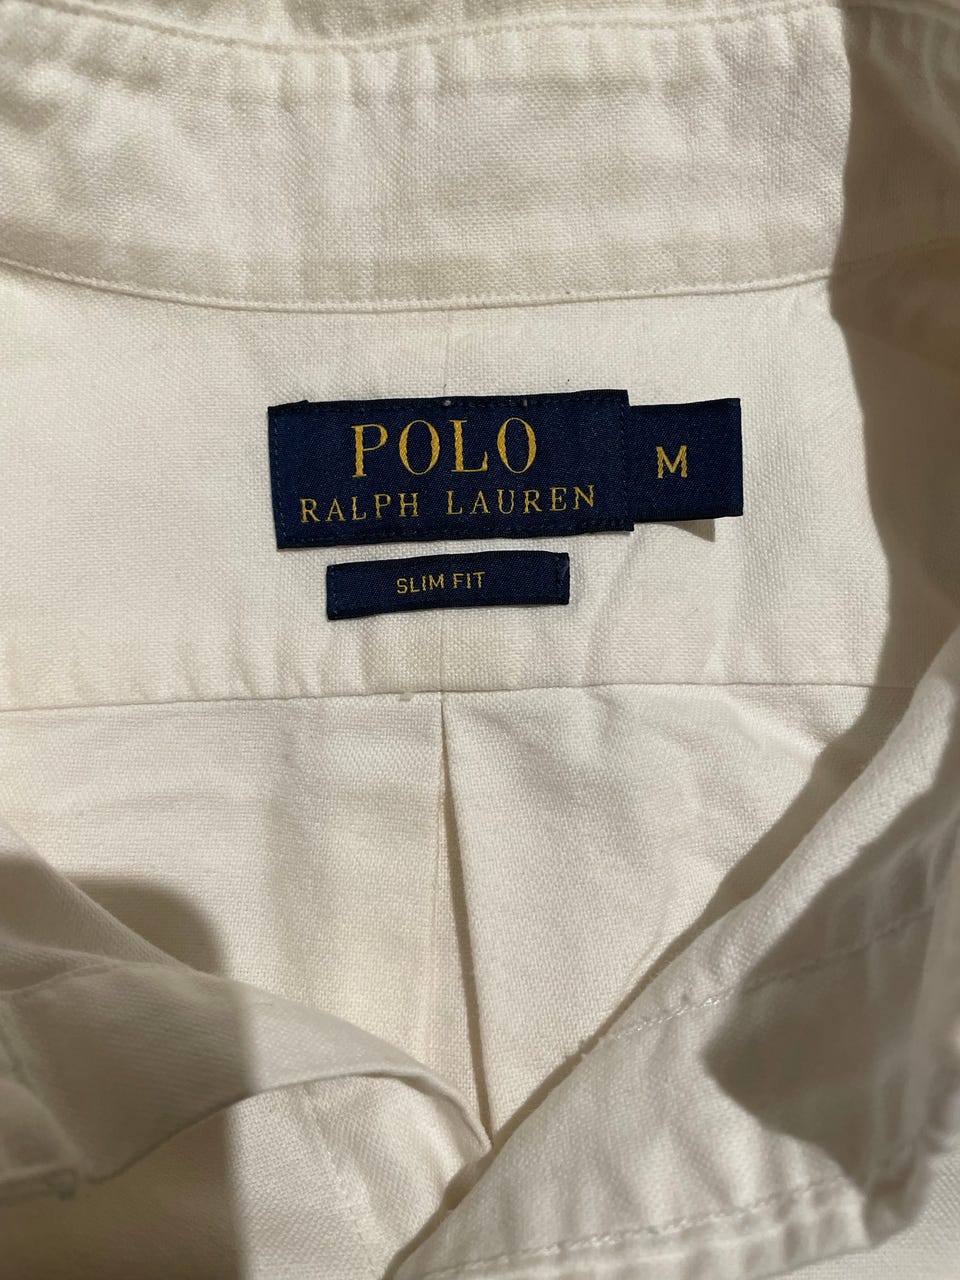 POLO
RALPH LAUREN
M
SLIM FIT